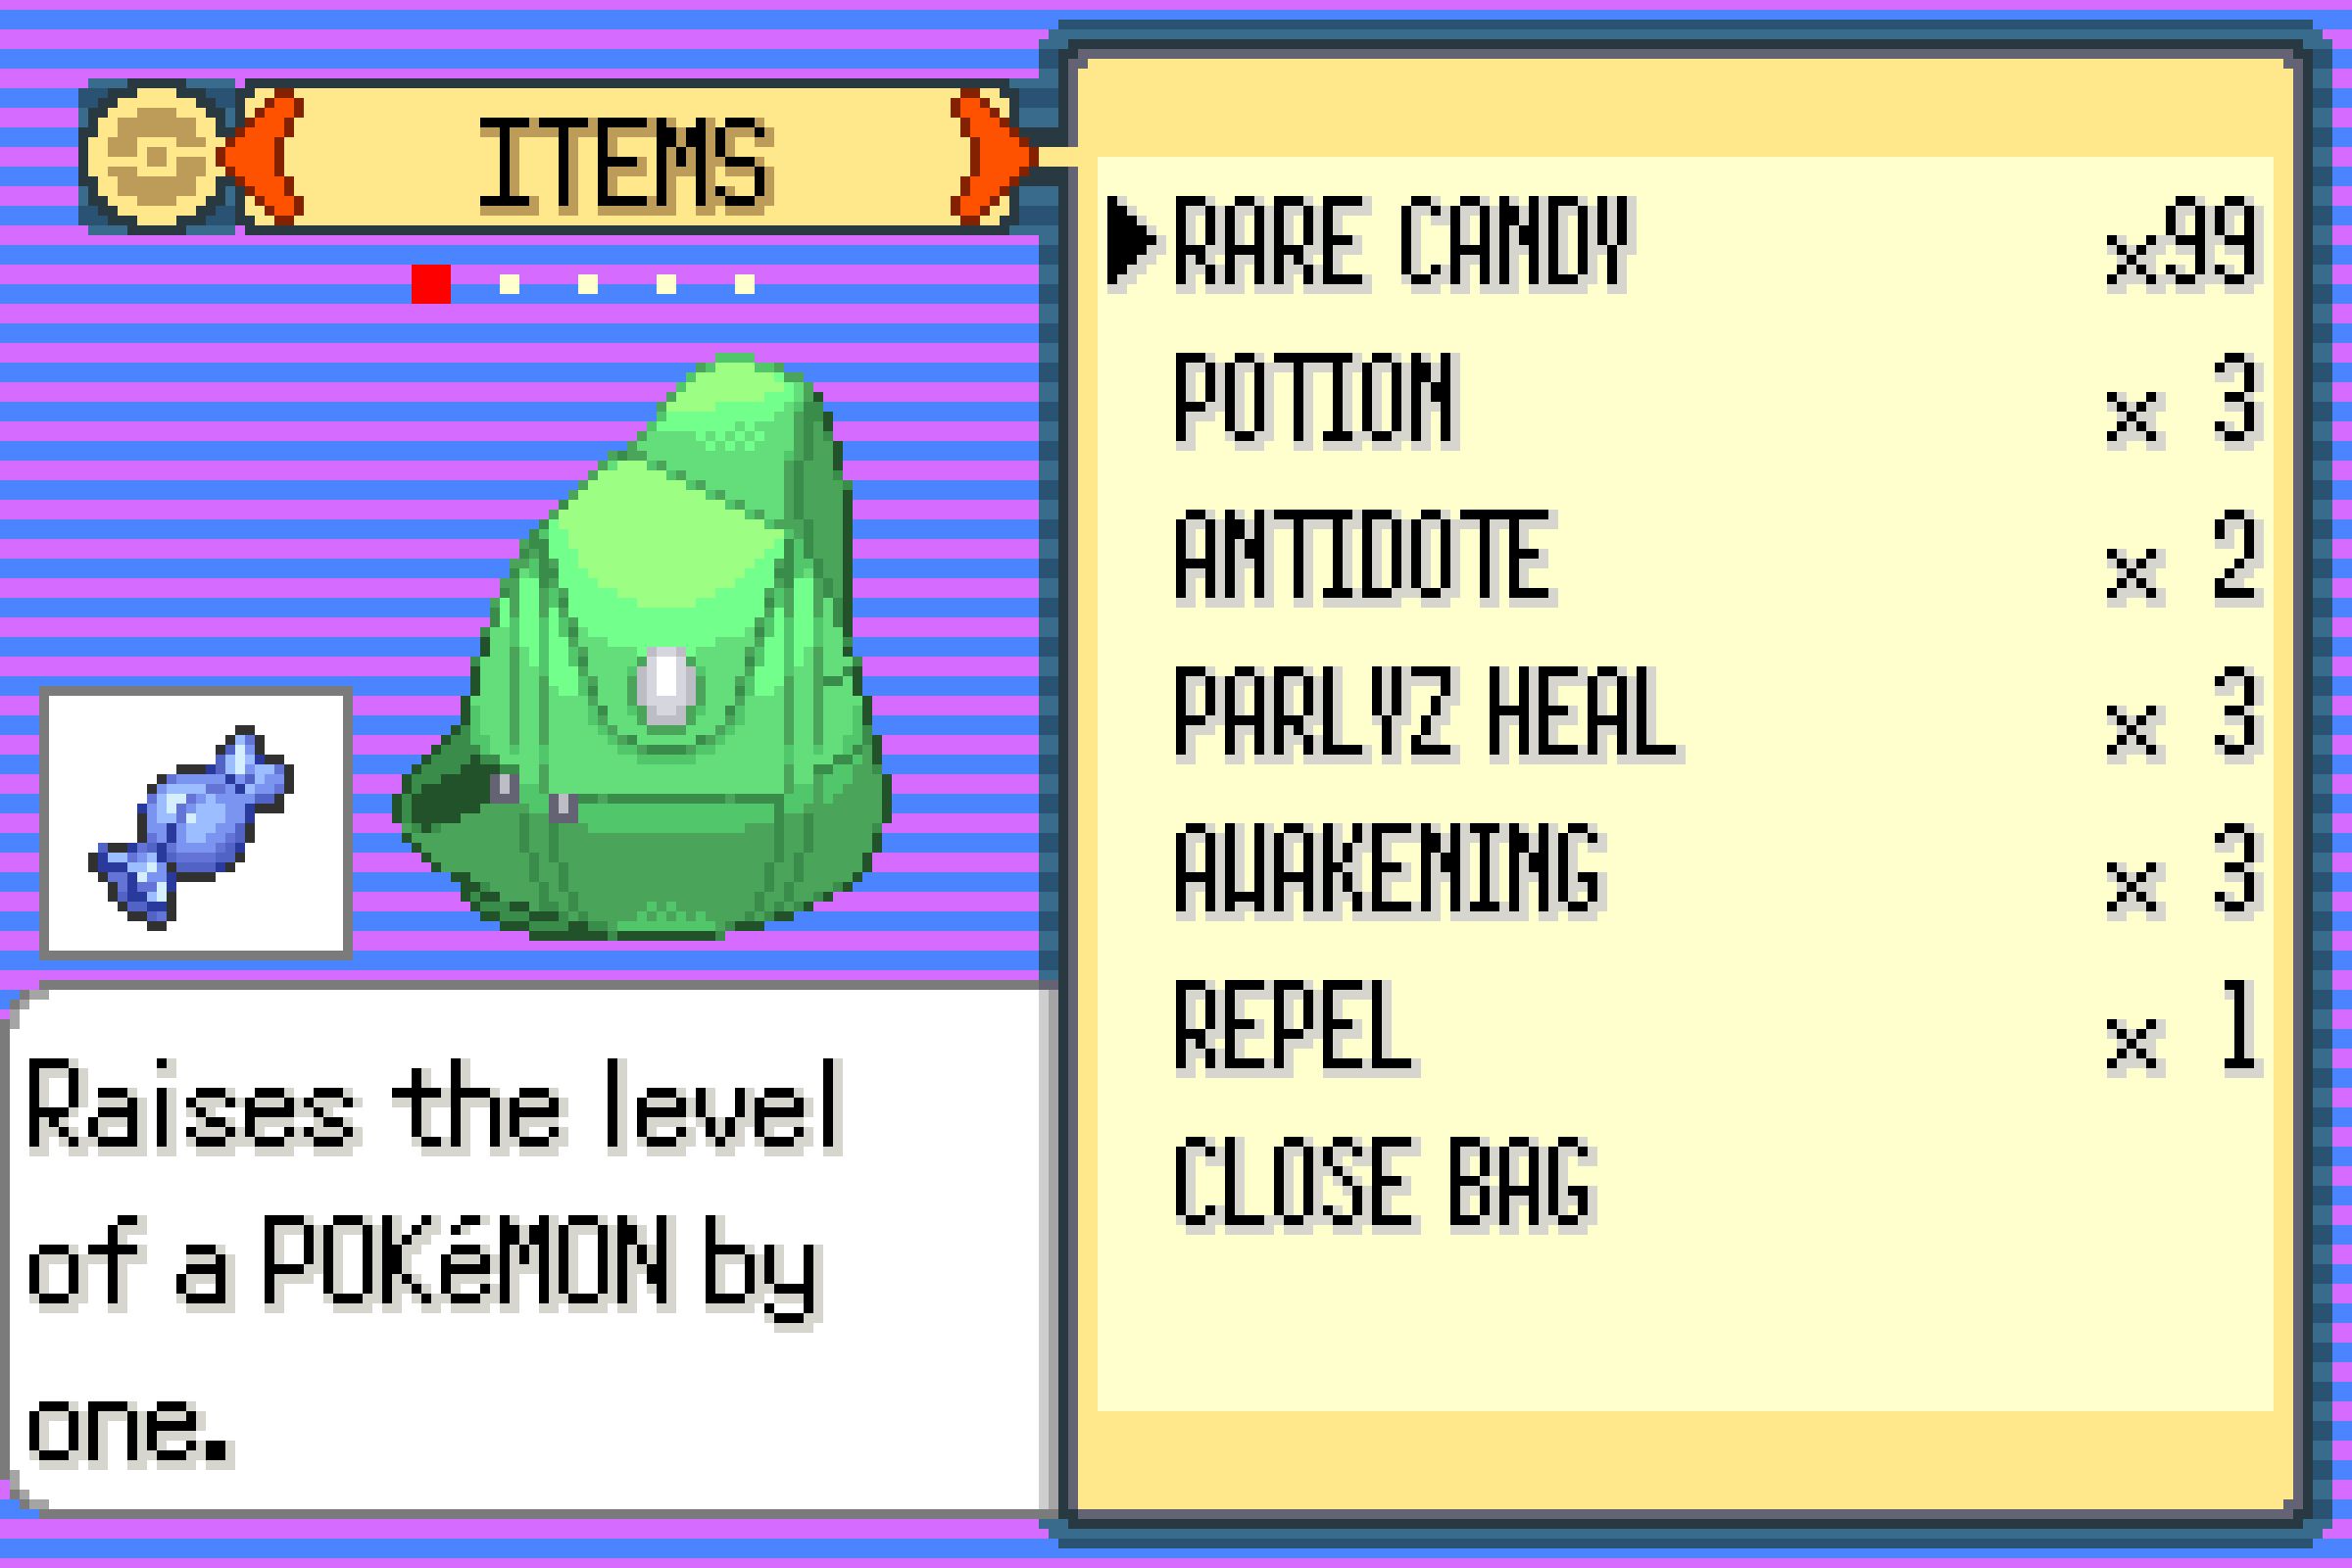 ITEMS
RARE CANDY ×99
POTION × 3
ANTIDOTE × 2
PARLYZ HEAL × 3
AWAKENING × 3
REPEL × 1
CLOSE BAG
Raises the level
of a POKéMON by
one.